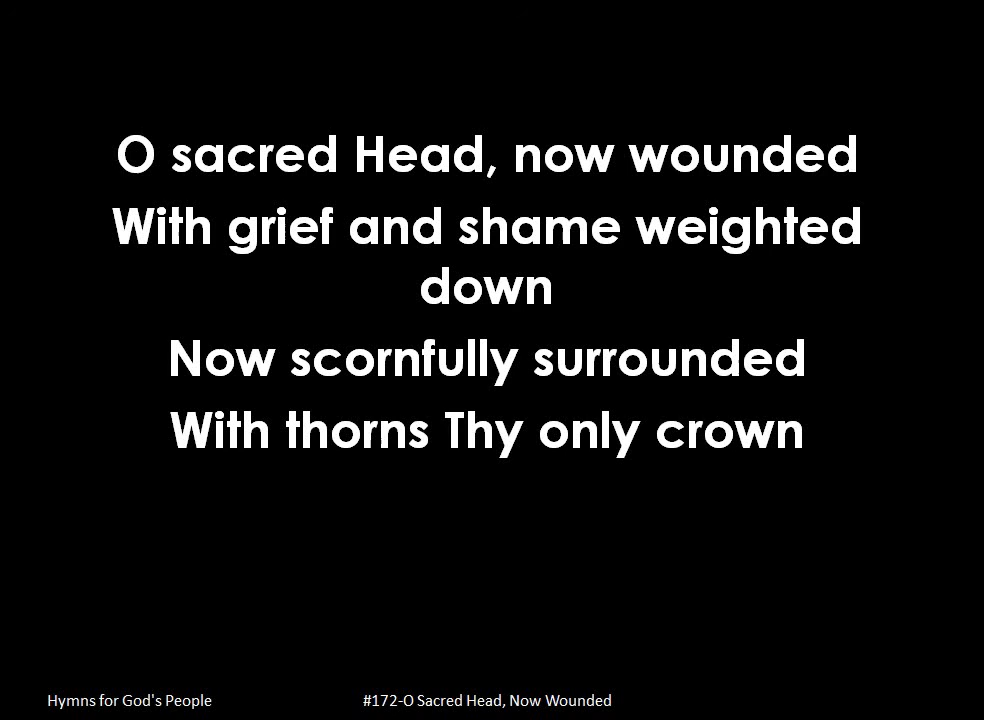 O sacred Head, now wounded
With grief and shame weighted
down
Now scornfully surrounded
With thorns Thy only crown
Hymns for God's People
#172-O Sacred Head, Now Wounded